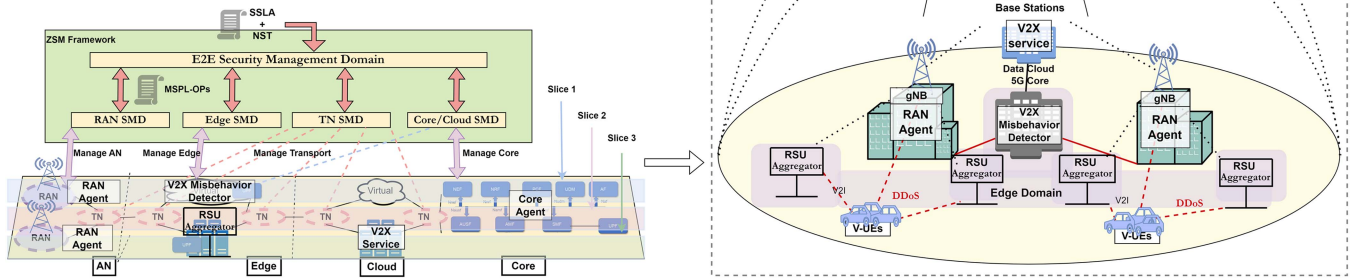 SSLA
+
NST
ZSM Framework
E2E Security Management Domain
MSPL-OPs
RAN SMD
Edge SMD
TN SMD
Core/Cloud SMD
Slice 1
Slice 2
Slice 3
Manage AN
Manage Edge
Manage Transport
Manage Core
RAN
RAN
Agent
V2X Misbehavior
Detector
Virtual
Core
Agent
TN
TN
TN
TN
TN
RSU
Aggregator
RAN
RAN
Agent
V2X
Service
AN
Edge
Cloud
Core
Base Stations
V2X
service
Data Cloud
5G Core
gNB
RAN
Agent
V2X
Misbehavior
Detector
gNB
RAN
Agent
RSU
Aggregator
RSU
Aggregator
RSU
Aggregator
RSU
Aggregator
Edge Domain
V2I
V2I
DDoS
DDoS
V-UEs
V-UEs